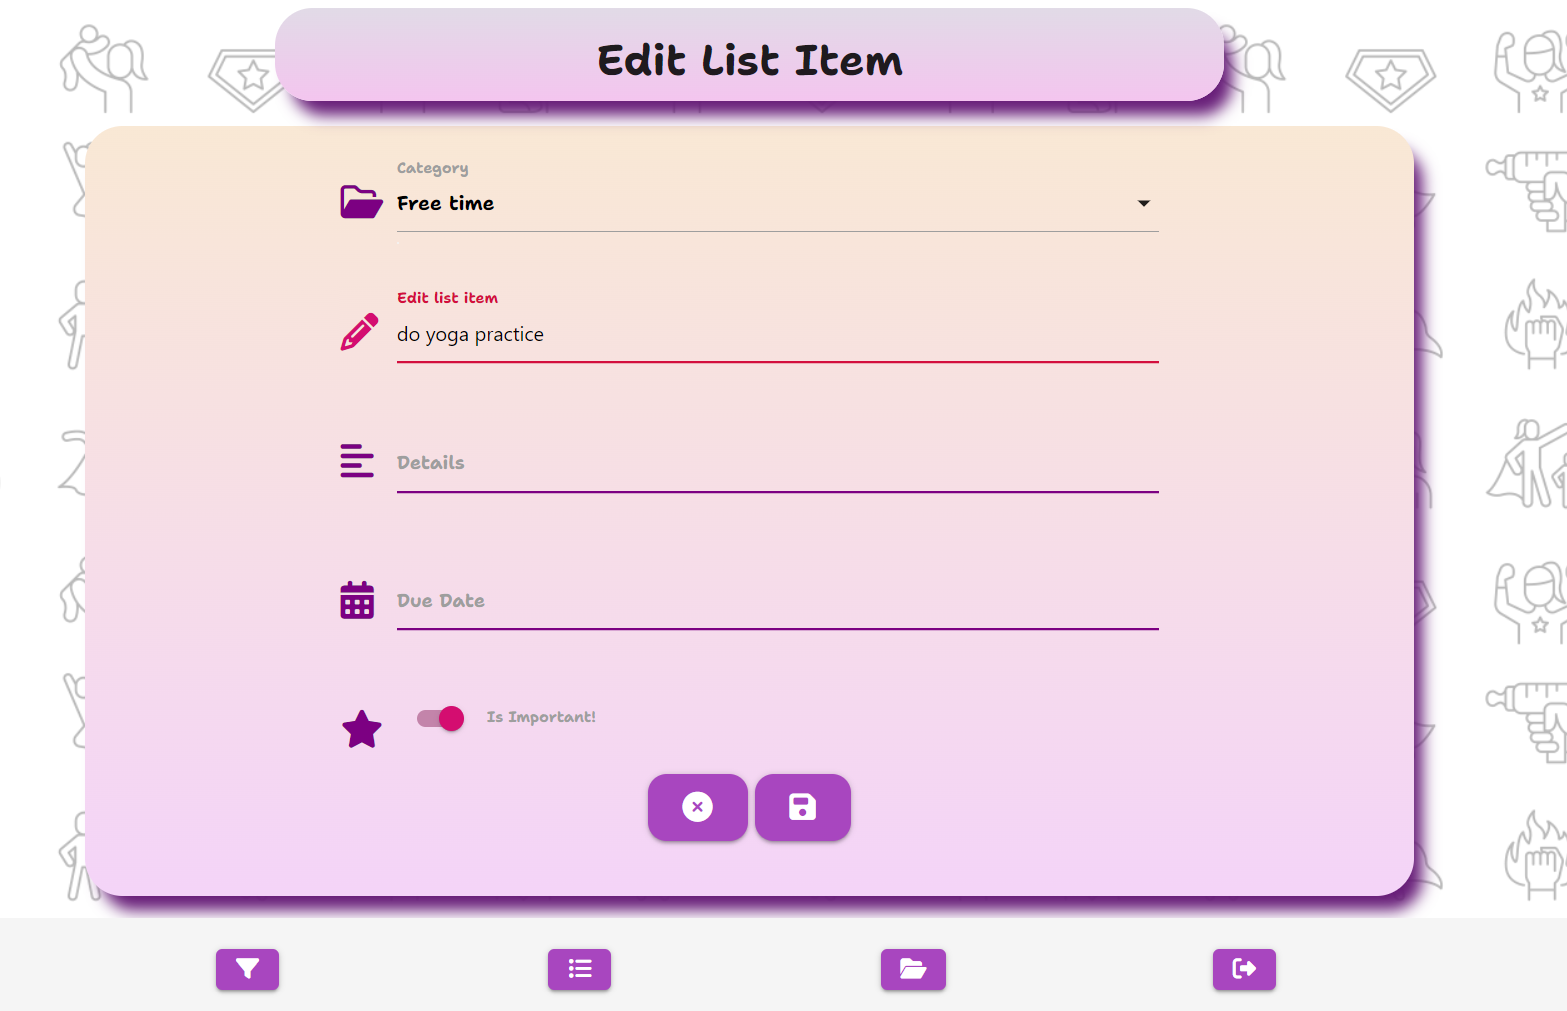 Edit List Item
Category
Free time
Edit list item
do yoga practice
Details
Due Date
Is Important!